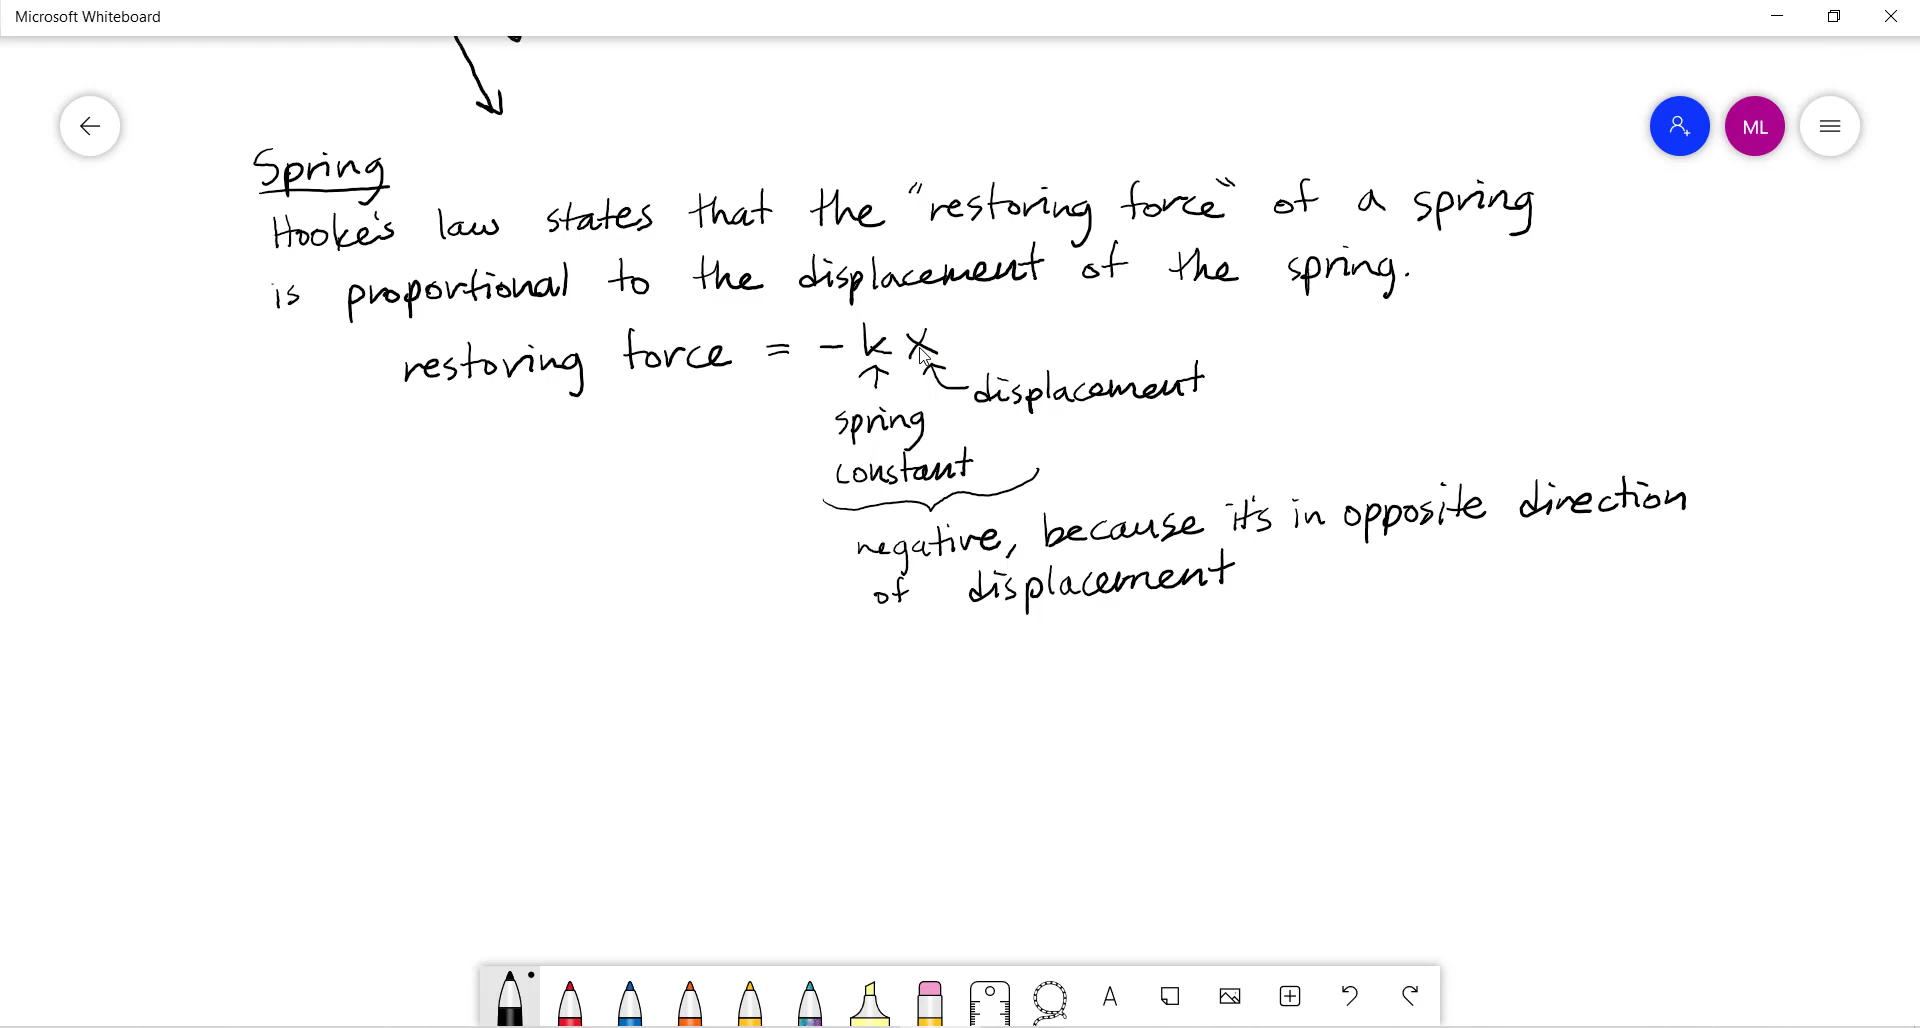 Microsoft Whiteboard
ML
Spring
Hooke's law states that the "restoring force" of a spring
is proportional to the displacement of the spring.
restoring force = - k x
displacement
spring
constant
negative, because it's in opposite direction
of displacement
A